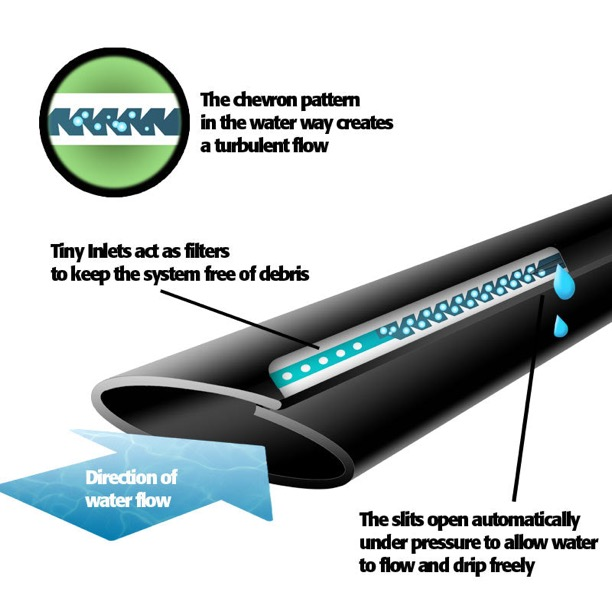 The chevron pattern
in the water way creates
a turbulent flow
Tiny Inlets act as filters
to keep the system free of debris
Direction of
water flow
The slits open automatically
under pressure to allow water
to flow and drip freely